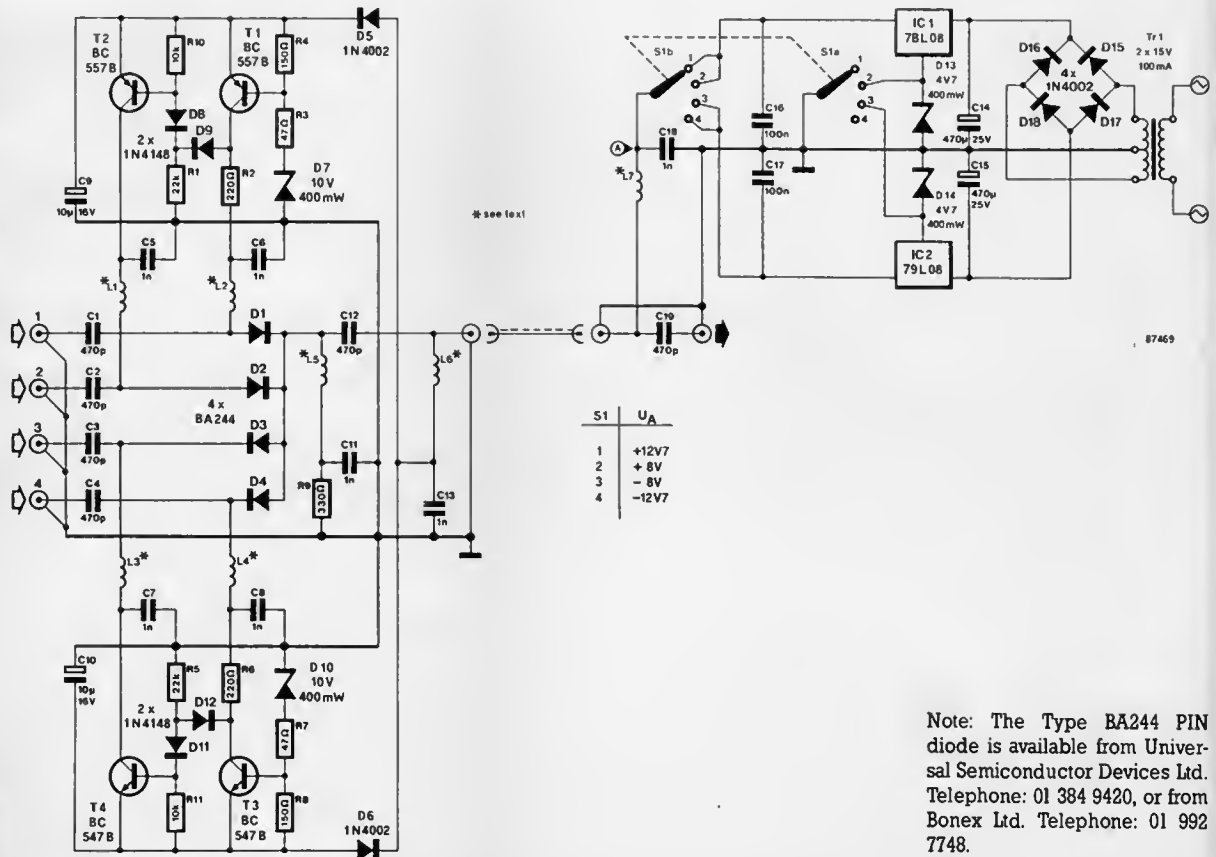 T2
BC
557B
R10
10k
T1
BC
557B
R4
150Ω
D5
1N4002
D8
D9
2 x
1N4148
R1
22k
R2
220Ω
R3
47Ω
D7
10V
400mW
C9
10µ 16V
C5
1n
C6
1n
*L1
*L2
* see text
1
C1
470p
D1
C12
470p
2
C2
470p
D2
*L5
L6*
4x
BA244
3
C3
470p
D3
4
C4
470p
D4
C11
1n
R9
330Ω
C13
1n
L3*
L4*
C7
1n
C8
1n
C10
10µ
16V
R5
22k
R6
220Ω
D10
10V
400mW
D12
2 x
1N4148
D11
R7
47Ω
T4
BC
547B
R11
10k
T3
BC
547B
R8
150Ω
D6
1N4002
S1b
1
2
3
4
S1a
1
2
3
4
IC1
78L08
D13
4V7
400mW
C14
470µ 25V
D16
D15
4x
1N4002
D18
D17
Tr1
2 x 15V
100mA
C16
100n
C17
100n
A
C18
1n
*L7
D14
4V7
400mW
C15
470µ
25V
IC2
79L08
C19
470p
87469
S1 UA
1 +12V7
2 + 8V
3 - 8V
4 -12V7
Note: The Type BA244 PIN
diode is available from Univer-
sal Semiconductor Devices Ltd.
Telephone: 01 384 9420, or from
Bonex Ltd. Telephone: 01 992
7748.